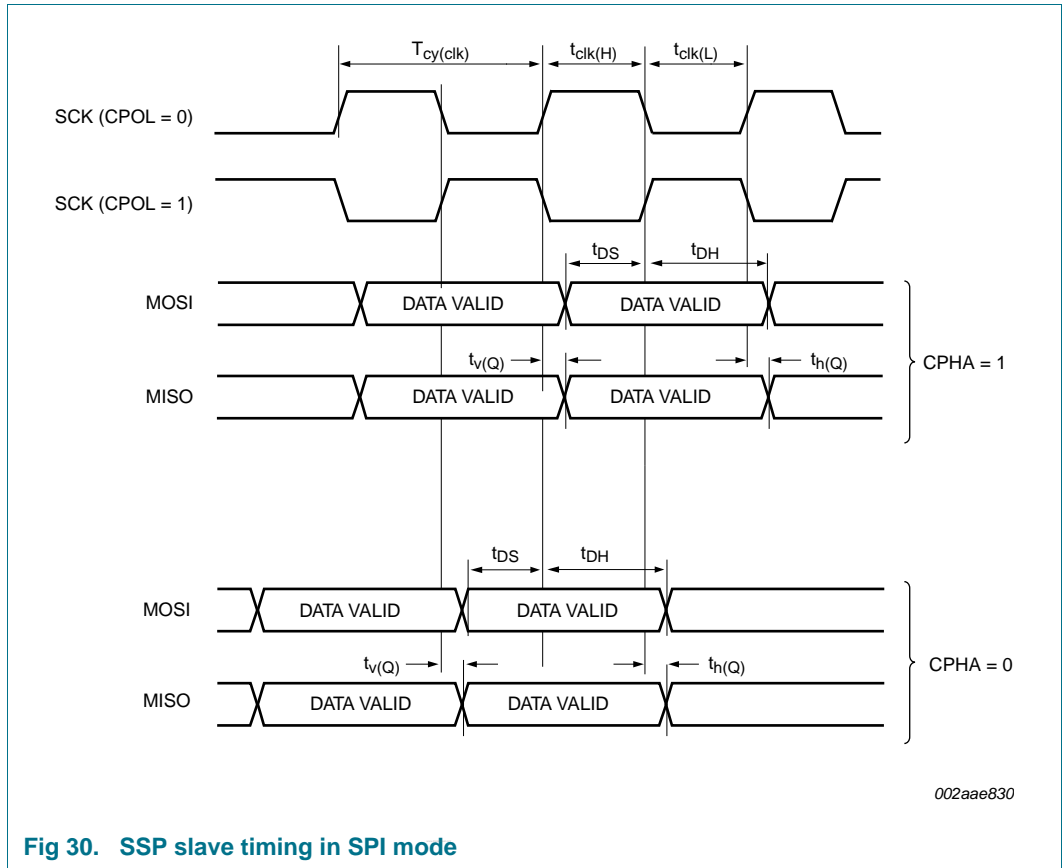 Tcy(clk) tclk(H) tclk(L)
SCK (CPOL = 0)
SCK (CPOL = 1)
tDS tDH
MOSI DATA VALID DATA VALID
tv(Q) th(Q)
CPHA = 1
MISO DATA VALID DATA VALID
tDS tDH
MOSI DATA VALID DATA VALID
tv(Q) th(Q)
CPHA = 0
MISO DATA VALID DATA VALID
002aae830
Fig 30. SSP slave timing in SPI mode